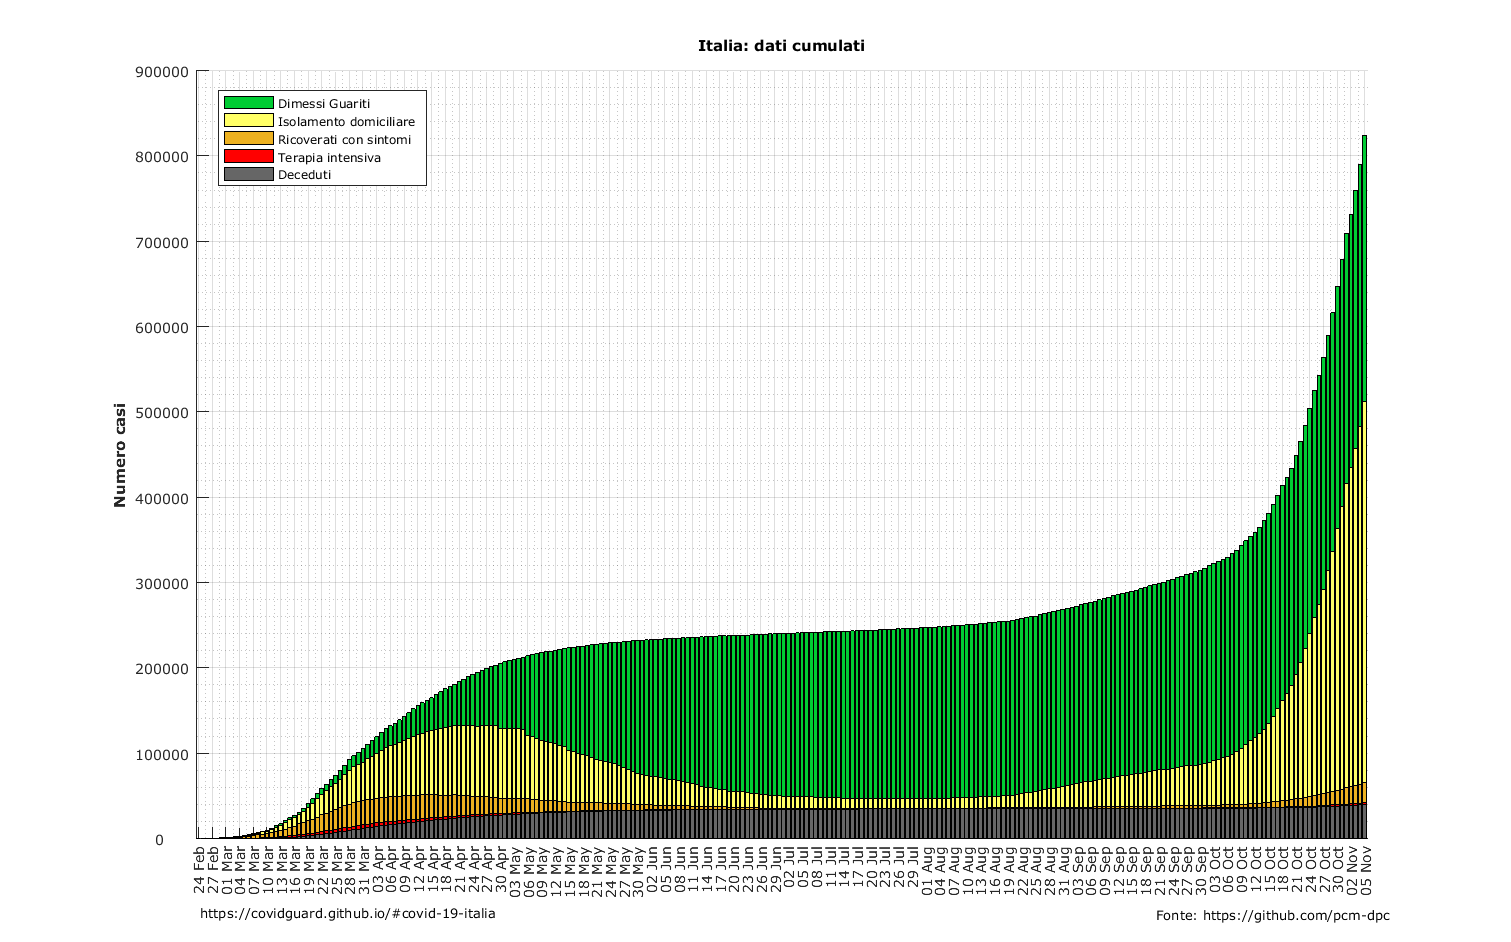 Italia: dati cumulati
900000
800000
700000
600000
500000
400000
300000
200000
100000
0
Numero casi
Dimessi Guariti
Isolamento domiciliare
Ricoverati con sintomi
Terapia intensiva
Deceduti
24 Feb
27 Feb
01 Mar
04 Mar
07 Mar
10 Mar
13 Mar
16 Mar
19 Mar
22 Mar
25 Mar
28 Mar
31 Mar
03 Apr
06 Apr
09 Apr
12 Apr
15 Apr
18 Apr
21 Apr
24 Apr
27 Apr
30 Apr
03 May
06 May
09 May
12 May
15 May
18 May
21 May
24 May
27 May
30 May
02 Jun
05 Jun
08 Jun
11 Jun
14 Jun
17 Jun
20 Jun
23 Jun
26 Jun
29 Jun
02 Jul
05 Jul
08 Jul
11 Jul
14 Jul
17 Jul
20 Jul
23 Jul
26 Jul
29 Jul
01 Aug
04 Aug
07 Aug
10 Aug
13 Aug
16 Aug
19 Aug
22 Aug
25 Aug
28 Aug
31 Aug
03 Sep
06 Sep
09 Sep
12 Sep
15 Sep
18 Sep
21 Sep
24 Sep
27 Sep
30 Sep
03 Oct
06 Oct
09 Oct
12 Oct
15 Oct
18 Oct
21 Oct
24 Oct
27 Oct
30 Oct
02 Nov
05 Nov
https://covidguard.github.io/#covid-19-italia
Fonte: https://github.com/pcm-dpc